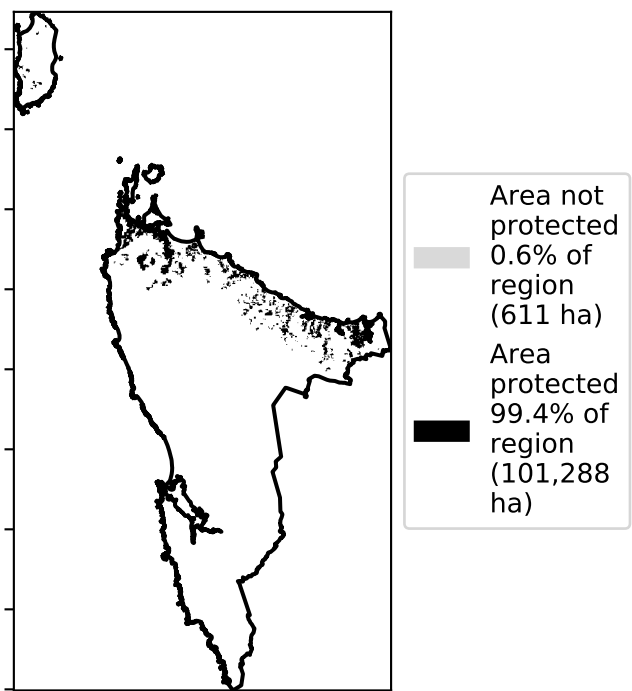 Area not
protected
0.6% of
region
(611 ha)
Area
protected
99.4% of
region
(101,288
ha)